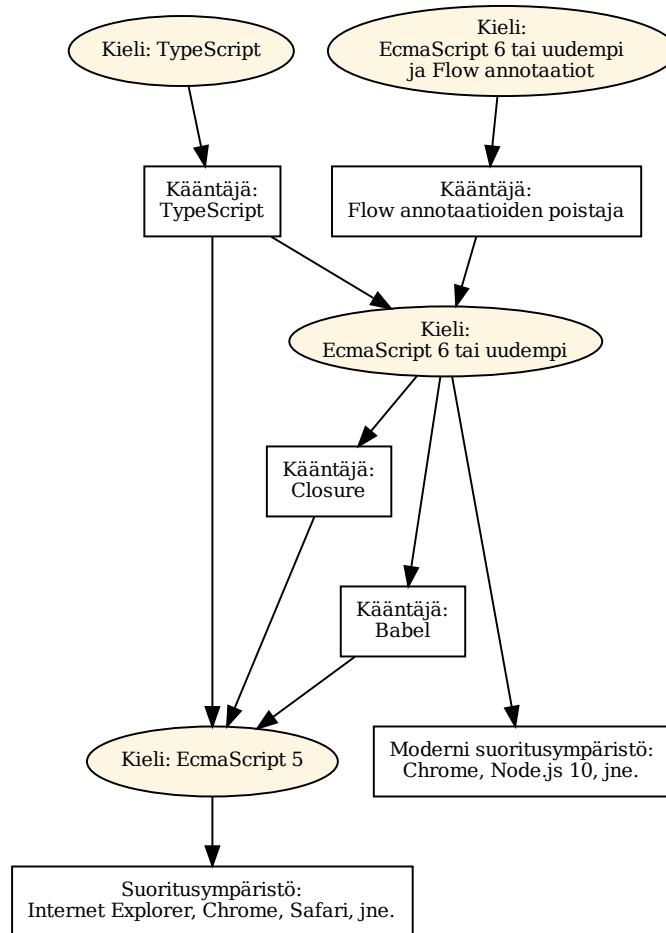 Kieli: TypeScript
Kieli:
EcmaScript 6 tai uudempi
ja Flow annotaatiot
Kääntäjä:
TypeScript
Kääntäjä:
Flow annotaatioiden poistaja
Kieli:
EcmaScript 6 tai uudempi
Kääntäjä:
Closure
Kääntäjä:
Babel
Kieli: EcmaScript 5
Moderni suoritusympäristö:
Chrome, Node.js 10, jne.
Suoritusympäristö:
Internet Explorer, Chrome, Safari, jne.